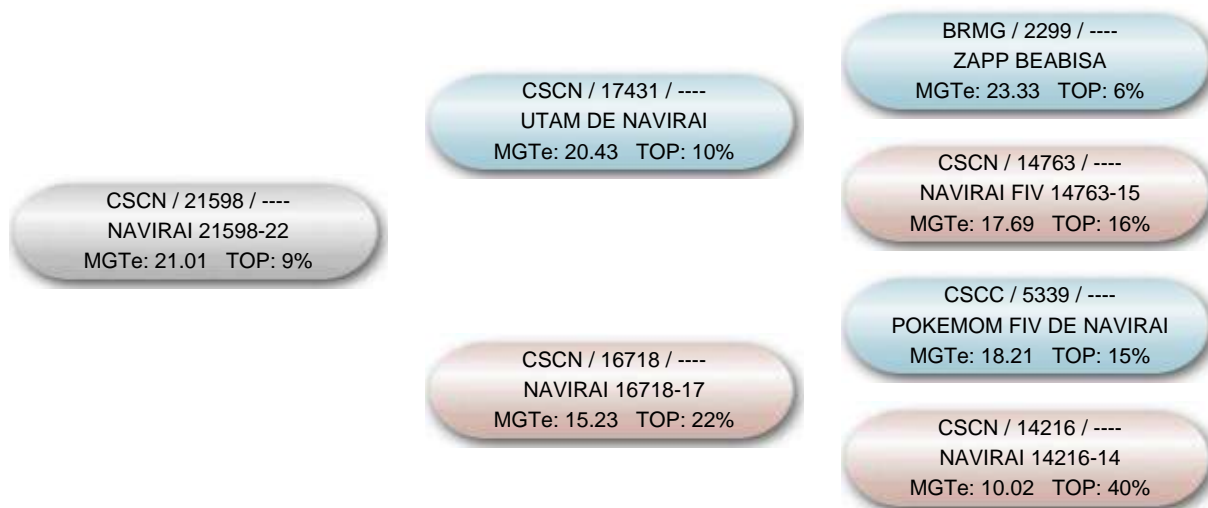 BRMG / 2299 / ----
ZAPP BEABISA
MGTe: 23.33 TOP: 6%
CSCN / 17431 / ----
UTAM DE NAVIRAI
MGTe: 20.43 TOP: 10%
CSCN / 14763 / ----
NAVIRAI FIV 14763-15
MGTe: 17.69 TOP: 16%
CSCN / 21598 / ----
NAVIRAI 21598-22
MGTe: 21.01 TOP: 9%
CSCC / 5339 / ----
POKEMOM FIV DE NAVIRAI
MGTe: 18.21 TOP: 15%
CSCN / 16718 / ----
NAVIRAI 16718-17
MGTe: 15.23 TOP: 22%
CSCN / 14216 / ----
NAVIRAI 14216-14
MGTe: 10.02 TOP: 40%